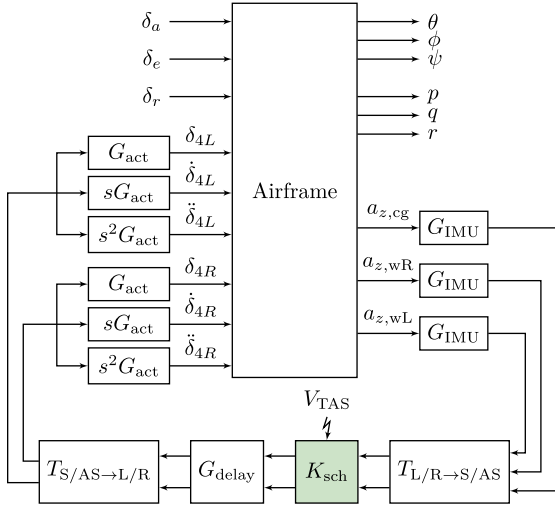 δ_a
θ
ϕ
δ_e
ψ
δ_r
p
q
r
G_act
δ_4L
sG_act
δ̇_4L
Airframe
s²G_act
δ̈_4L
a_z,cg
G_IMU
G_act
δ_4R
a_z,wR
G_IMU
sG_act
δ̇_4R
a_z,wL
G_IMU
s²G_act
δ̈_4R
V_TAS
T_S/AS→L/R
G_delay
K_sch
T_L/R→S/AS